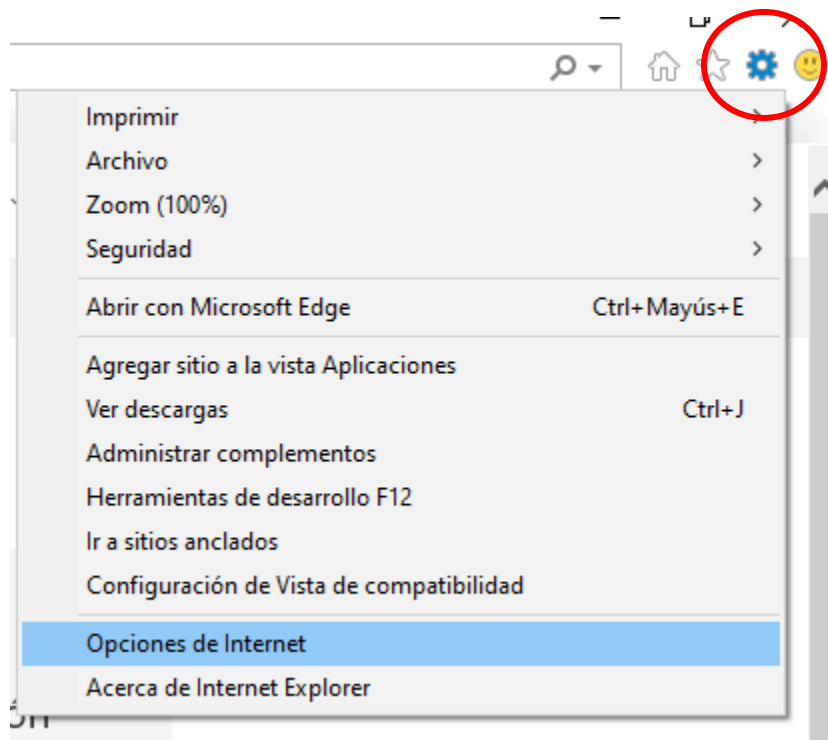 Imprimir
Archivo
Zoom (100%)
Seguridad
Abrir con Microsoft Edge Ctrl+Mayús+E
Agregar sitio a la vista Aplicaciones
Ver descargas Ctrl+J
Administrar complementos
Herramientas de desarrollo F12
Ir a sitios anclados
Configuración de Vista de compatibilidad
Opciones de Internet
Acerca de Internet Explorer